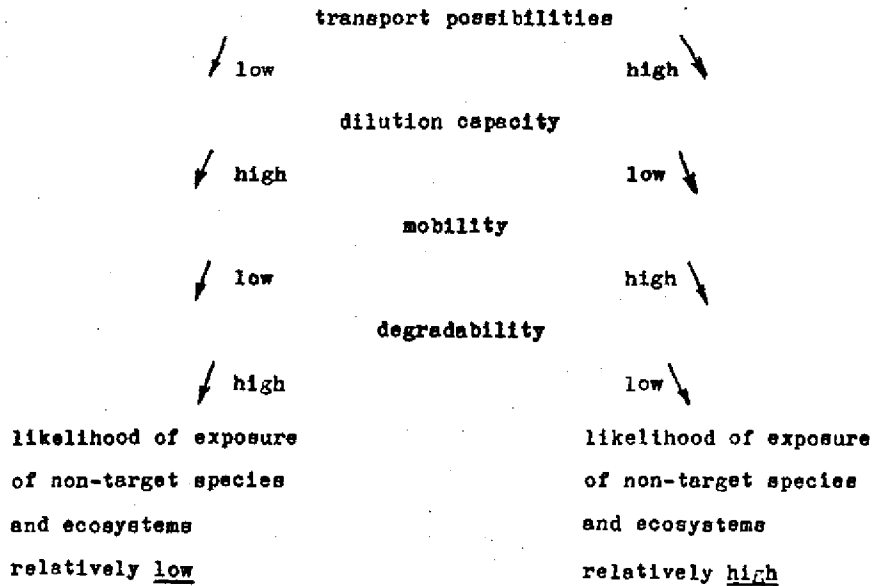 transport possibilities
low high
dilution capacity
high low
mobility
low high
degradability
high low
likelihood of exposure likelihood of exposure
of non-target species of non-target species
and ecosystems and ecosystems
relatively low relatively high